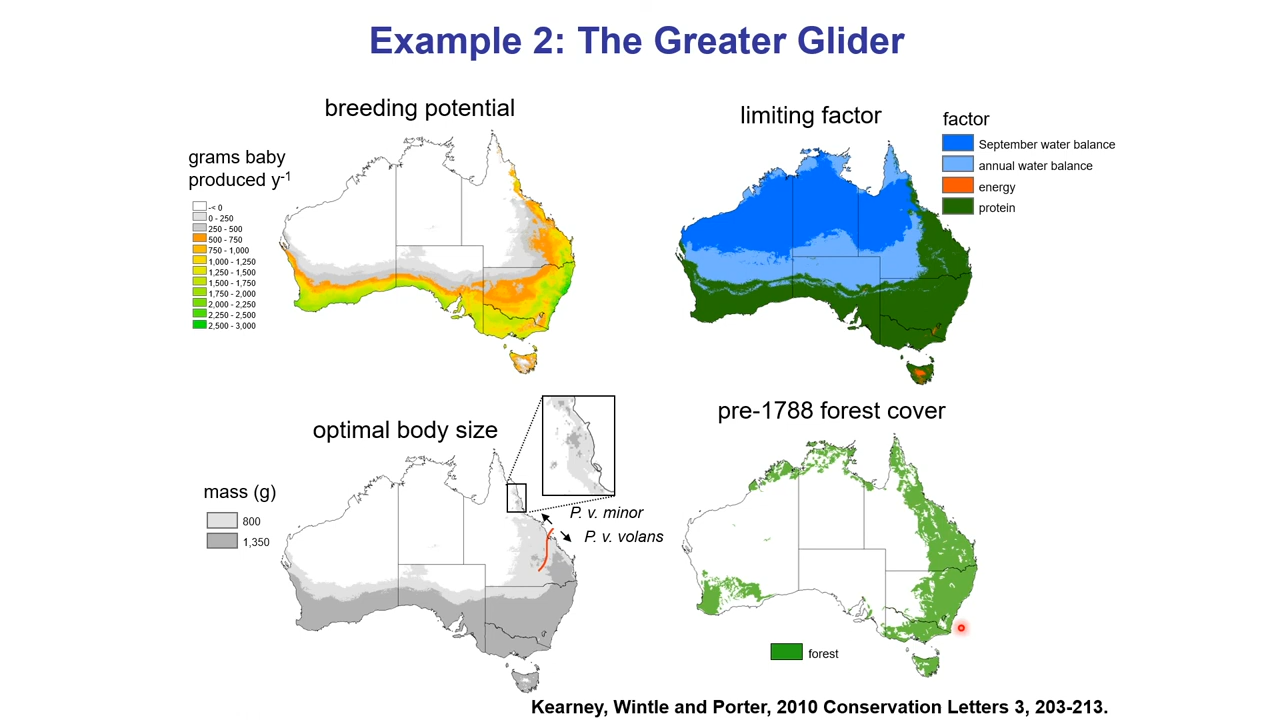 Example 2: The Greater Glider
breeding potential
grams baby
produced y-1
-< 0
0 - 250
250 - 500
500 - 750
750 - 1,000
1,000 - 1,250
1,250 - 1,500
1,500 - 1,750
1,750 - 2,000
2,000 - 2,250
2,250 - 2,500
2,500 - 3,000
limiting factor
factor
September water balance
annual water balance
energy
protein
optimal body size
mass (g)
800
1,350
P. v. minor
P. v. volans
pre-1788 forest cover
forest
Kearney, Wintle and Porter, 2010 Conservation Letters 3, 203-213.